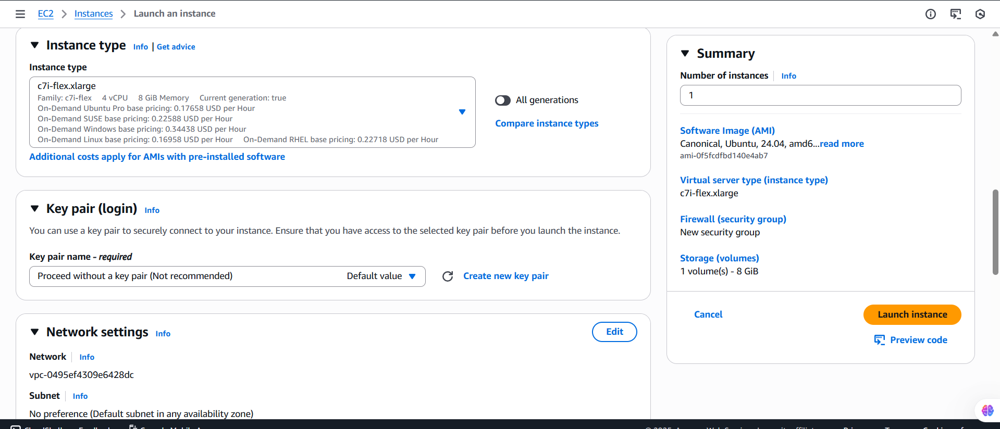 EC2 > Instances > Launch an instance
Instance type Info | Get advice
Instance type
c7i-flex.xlarge
Family: c7i-flex 4 vCPU 8 GiB Memory Current generation: true
On-Demand Ubuntu Pro base pricing: 0.17658 USD per Hour
On-Demand SUSE base pricing: 0.22588 USD per Hour
On-Demand Windows base pricing: 0.34438 USD per Hour
On-Demand Linux base pricing: 0.16958 USD per Hour On-Demand RHEL base pricing: 0.22718 USD per Hour
All generations
Compare instance types
Additional costs apply for AMIs with pre-installed software
Key pair (login) Info
You can use a key pair to securely connect to your instance. Ensure that you have access to the selected key pair before you launch the instance.
Key pair name - required
Proceed without a key pair (Not recommended) Default value
Create new key pair
Network settings Info
Edit
Network Info
vpc-0495ef4309e6428dc
Subnet Info
No preference (Default subnet in any availability zone)
Summary
Number of instances Info
1
Software Image (AMI)
Canonical, Ubuntu, 24.04, amd6...read more
ami-0f5fcdfbd140e4ab7
Virtual server type (instance type)
c7i-flex.xlarge
Firewall (security group)
New security group
Storage (volumes)
1 volume(s) - 8 GiB
Cancel
Launch instance
Preview code